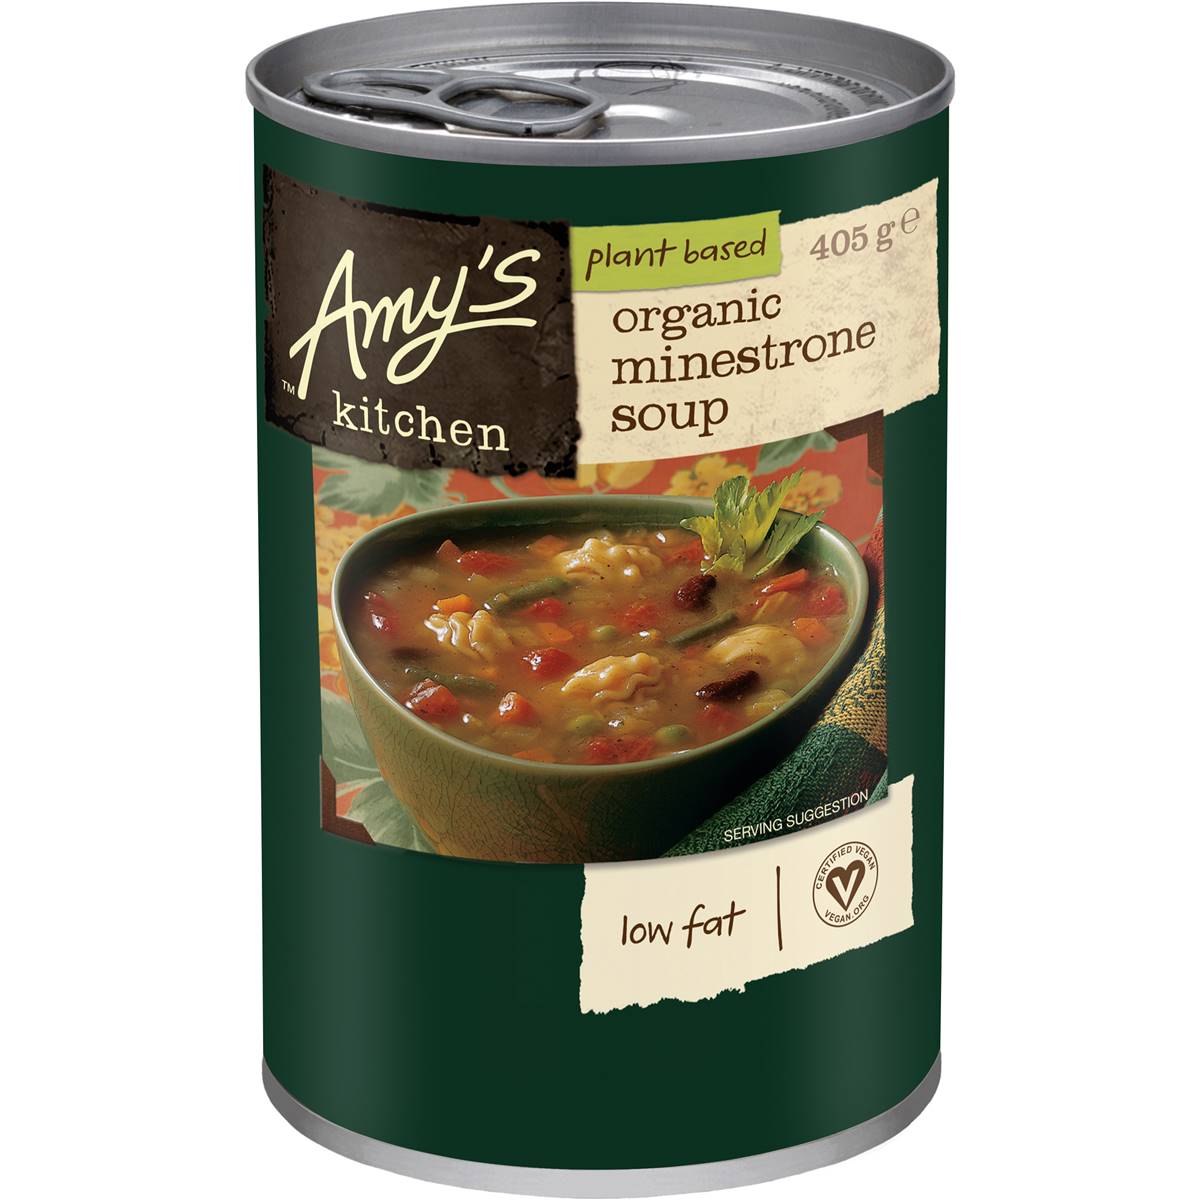 Amy's
™ kitchen
plant based
405 g ℮
organic
minestrone
soup
SERVING SUGGESTION
low fat
CERTIFIED VEGAN
V
VEGAN.ORG